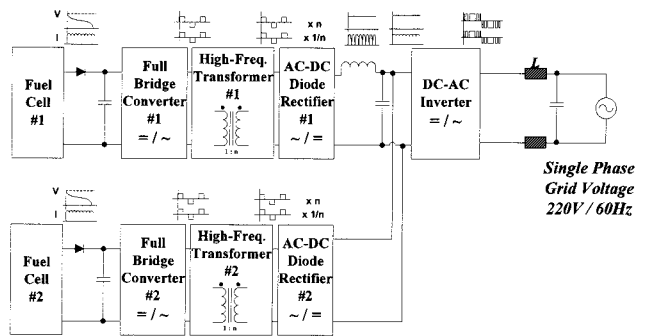 V
I
x n
x 1/n
Fuel
Cell
#1
Full
Bridge
Converter
#1
= / ~
High-Freq.
Transformer
#1
1 : n
AC-DC
Diode
Rectifier
#1
~ / =
DC-AC
Inverter
= / ~
L
Single Phase
Grid Voltage
220V / 60Hz
V
I
x n
x 1/n
Fuel
Cell
#2
Full
Bridge
Converter
#2
= / ~
High-Freq.
Transformer
#2
1 : n
AC-DC
Diode
Rectifier
#2
~ / =